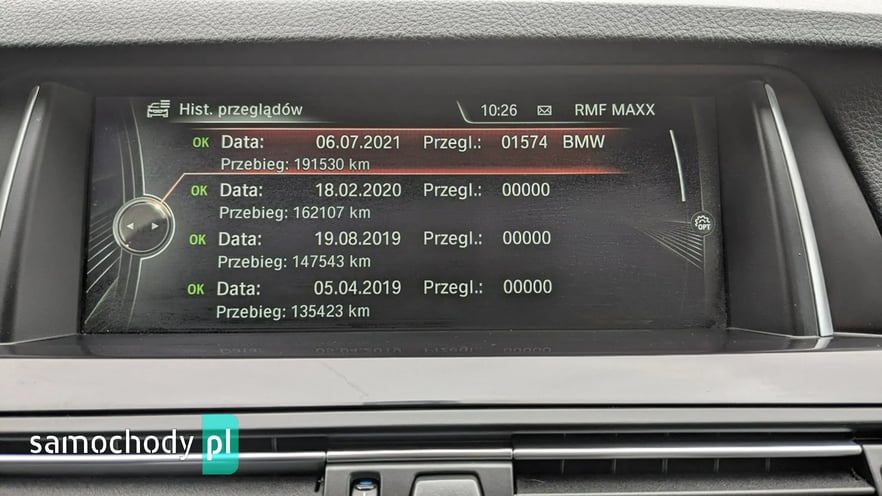 Hist. przeglądów 10:26 RMF MAXX
OK Data: 06.07.2021 Przegl.: 01574 BMW
Przebieg: 191530 km
OK Data: 18.02.2020 Przegl.: 00000
Przebieg: 162107 km
OK Data: 19.08.2019 Przegl.: 00000
Przebieg: 147543 km
OK Data: 05.04.2019 Przegl.: 00000
Przebieg: 135423 km
OPT
samochody pl